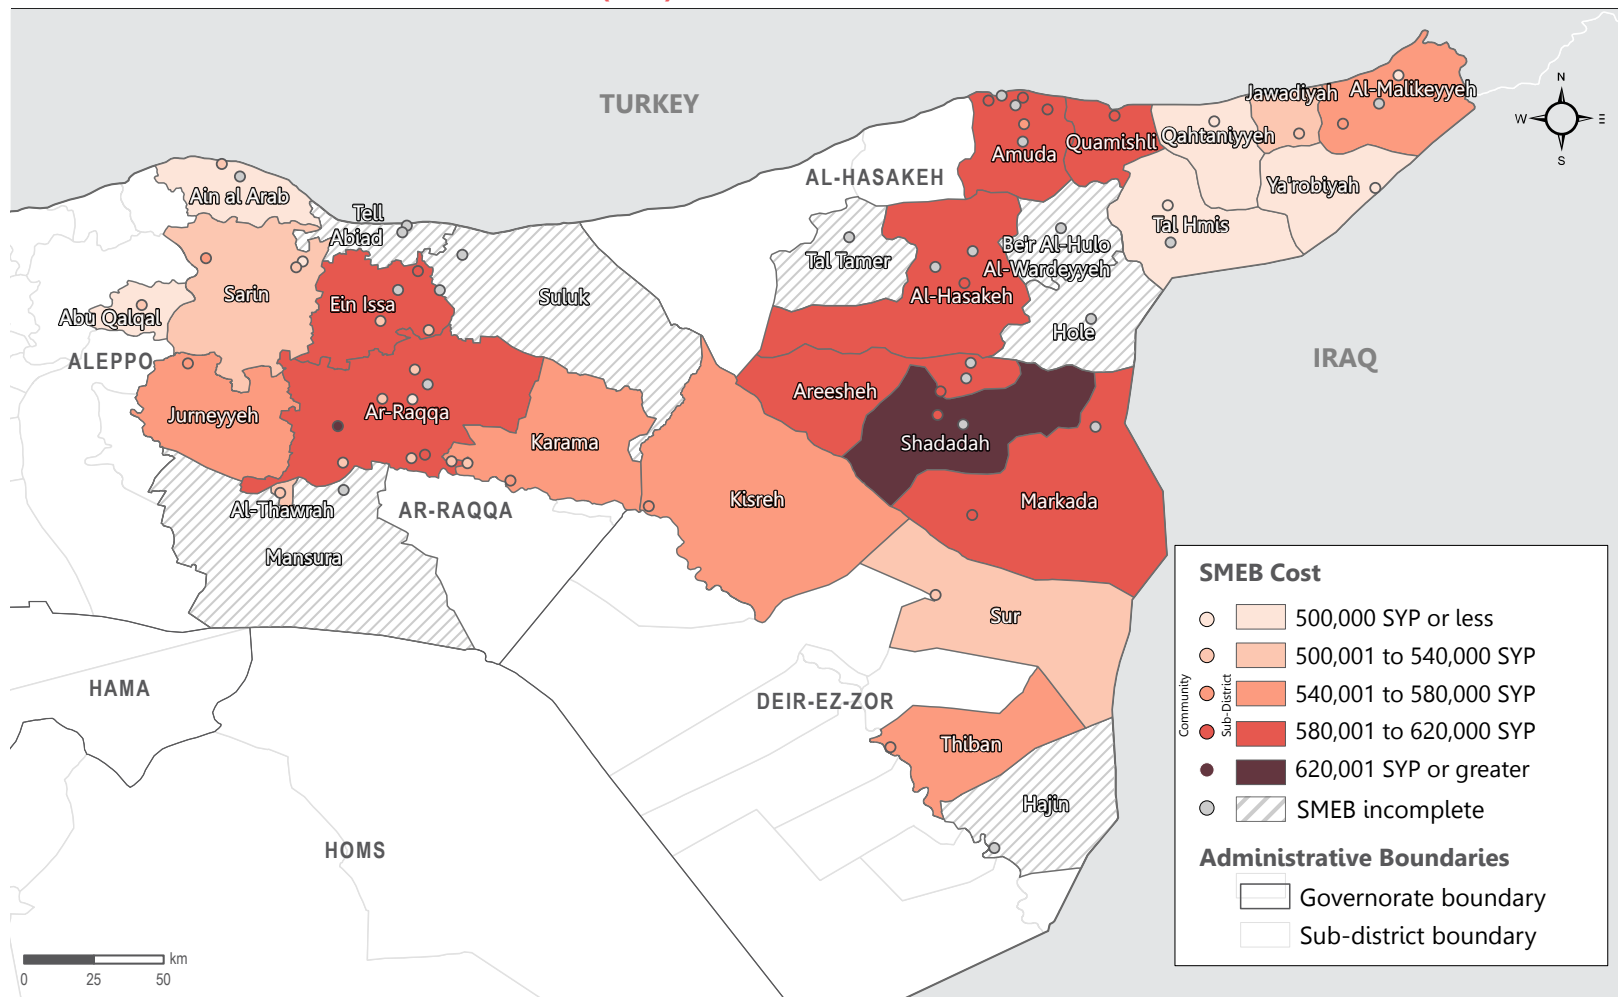 TURKEY
N
W
E
S
Jawadiyah
Al-Malikeyyeh
Amuda
Quamishli
Qahtaniyyeh
Ya'robiyah
AL-HASAKEH
Ain al Arab
Tell
Abiad
Tal Hmis
Be'r Al-Hulo
Al-Wardeyyeh
Tal Tamer
Sarin
Ein Issa
Suluk
Al-Hasakeh
Abu Qalqal
Hole
ALEPPO
IRAQ
Areesheh
Jurneyyeh
Ar-Raqqa
Karama
Shadadah
Kisreh
Markada
Al-Thawrah
AR-RAQQA
Mansura
Sur
HAMA
DEIR-EZ-ZOR
Thiban
Hajin
HOMS
SMEB Cost
Community
Sub-District
500,000 SYP or less
500,001 to 540,000 SYP
540,001 to 580,000 SYP
580,001 to 620,000 SYP
620,001 SYP or greater
SMEB incomplete
Administrative Boundaries
Governorate boundary
Sub-district boundary
km
0 25 50